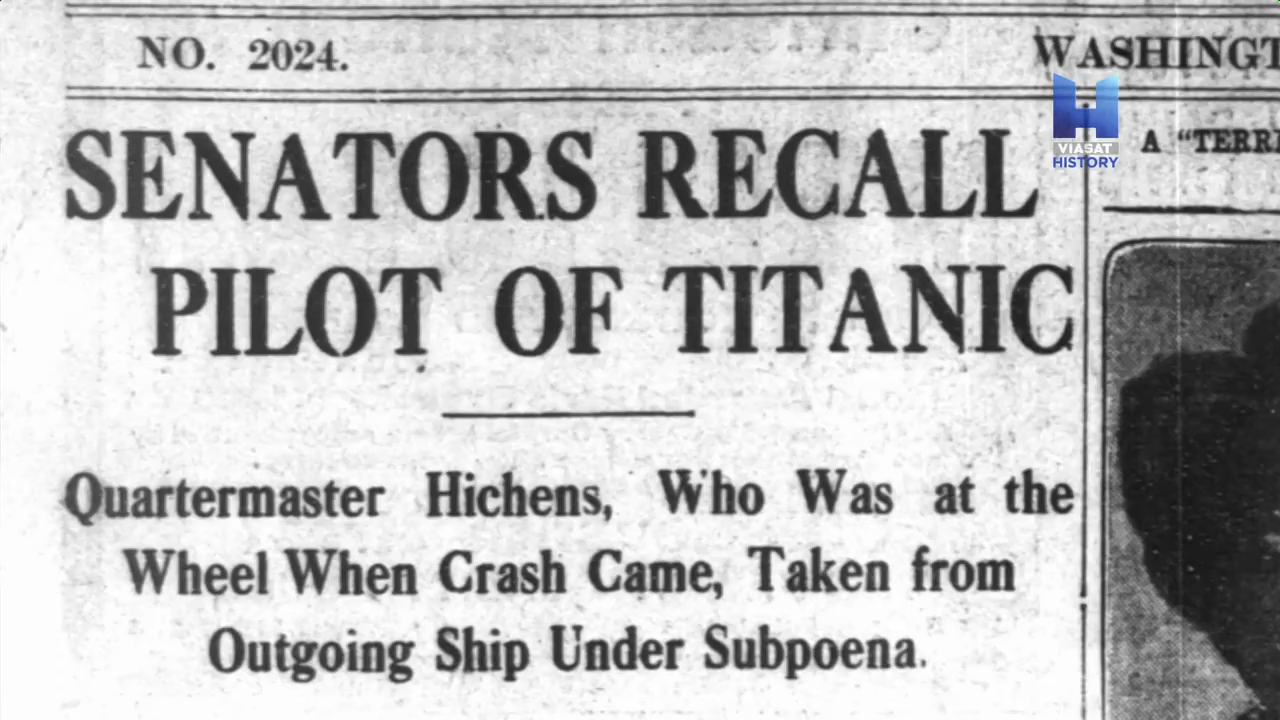 NO. 2024.
WASHINGT
SENATORS RECALL
PILOT OF TITANIC
Quartermaster Hichens, Who Was at the
Wheel When Crash Came, Taken from
Outgoing Ship Under Subpoena.
A "TERRI
H
VIASAT
HISTORY